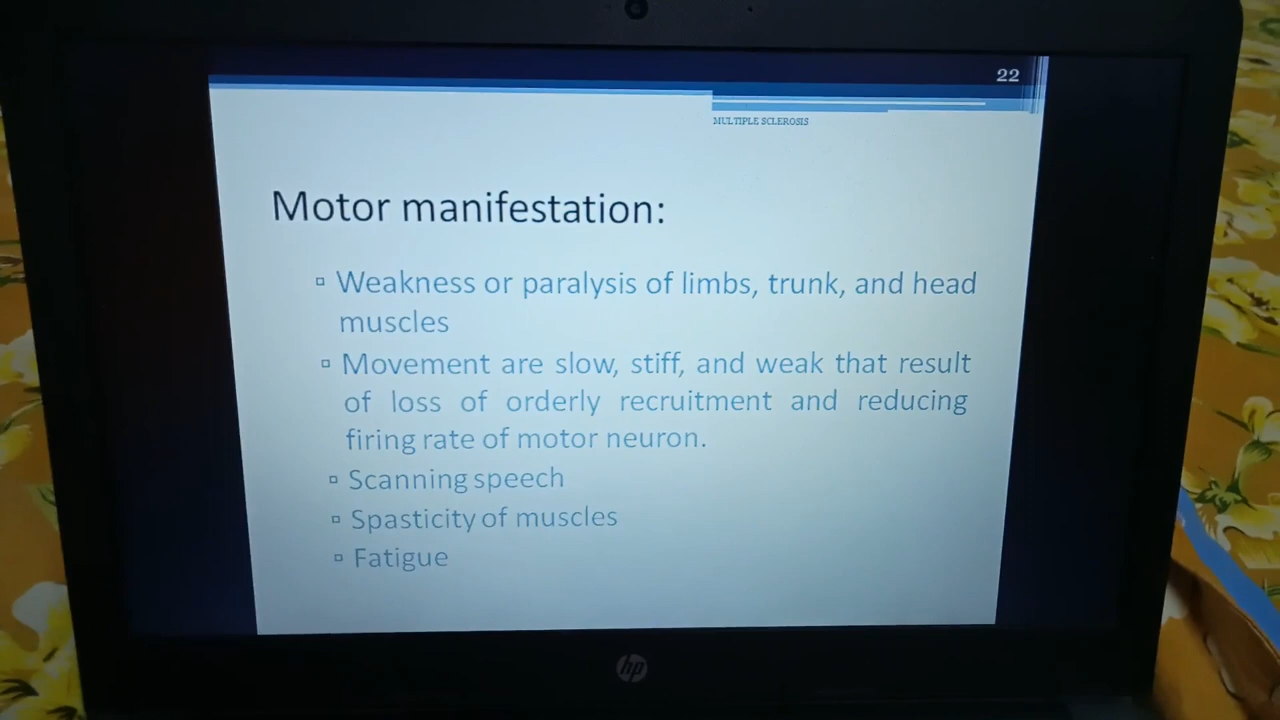 22
MULTIPLE SCLEROSIS
Motor manifestation:
▫ Weakness or paralysis of limbs, trunk, and head
muscles
▫ Movement are slow, stiff, and weak that result
of loss of orderly recruitment and reducing
firing rate of motor neuron.
▫ Scanning speech
▫ Spasticity of muscles
▫ Fatigue
hp